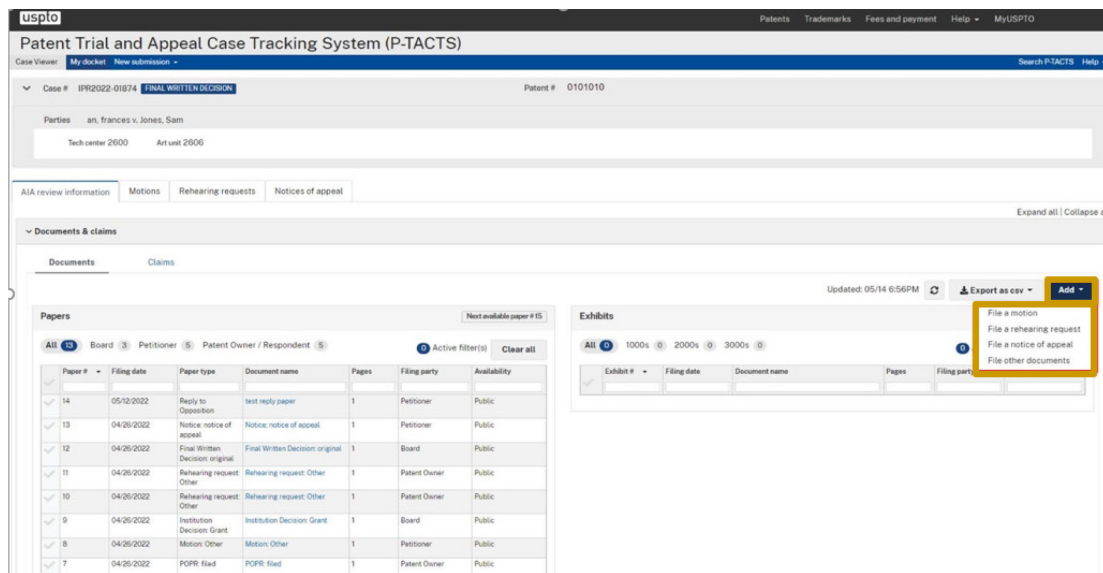 uspto
Patents Trademarks Fees and payment Help MyUSPTO
Patent Trial and Appeal Case Tracking System (P-TACTS)
Case Viewer My docket New submission Search P-TACTS Help
Case # IPR2022-01874 FINAL WRITTEN DECISION Patent # 0101010
Parties an, frances v. Jones, Sam
Tech center 2600 Art unit 2606
AIA review information Motions Rehearing requests Notices of appeal
Expand all | Collapse a
Documents & claims
Documents Claims
Updated: 05/14 6:56PM Export as csv Add
File a motion
File a rehearing request
File a notice of appeal
File other documents
Papers Next available paper #15
All 13 Board 3 Petitioner 5 Patent Owner / Respondent 5 0 Active filter(s) Clear all
Paper # Filing date Paper type Document name Pages Filing party Availability
14 05/12/2022 Reply to Opposition test reply paper 1 Petitioner Public
13 04/26/2022 Notice: notice of appeal Notice: notice of appeal 1 Petitioner Public
12 04/26/2022 Final Written Decision: original Final Written Decision: original 1 Board Public
11 04/26/2022 Rehearing request: Other Rehearing request: Other 1 Patent Owner Public
10 04/26/2022 Rehearing request: Other Rehearing request: Other 1 Patent Owner Public
9 04/26/2022 Institution Decision: Grant Institution Decision: Grant 1 Board Public
8 04/26/2022 Motion: Other Motion: Other 1 Petitioner Public
7 04/26/2022 POPR: filed POPR: filed 1 Patent Owner Public
Exhibits
All 0 1000s 0 2000s 0 3000s 0 0
Exhibit # Filing date Document name Pages Filing party